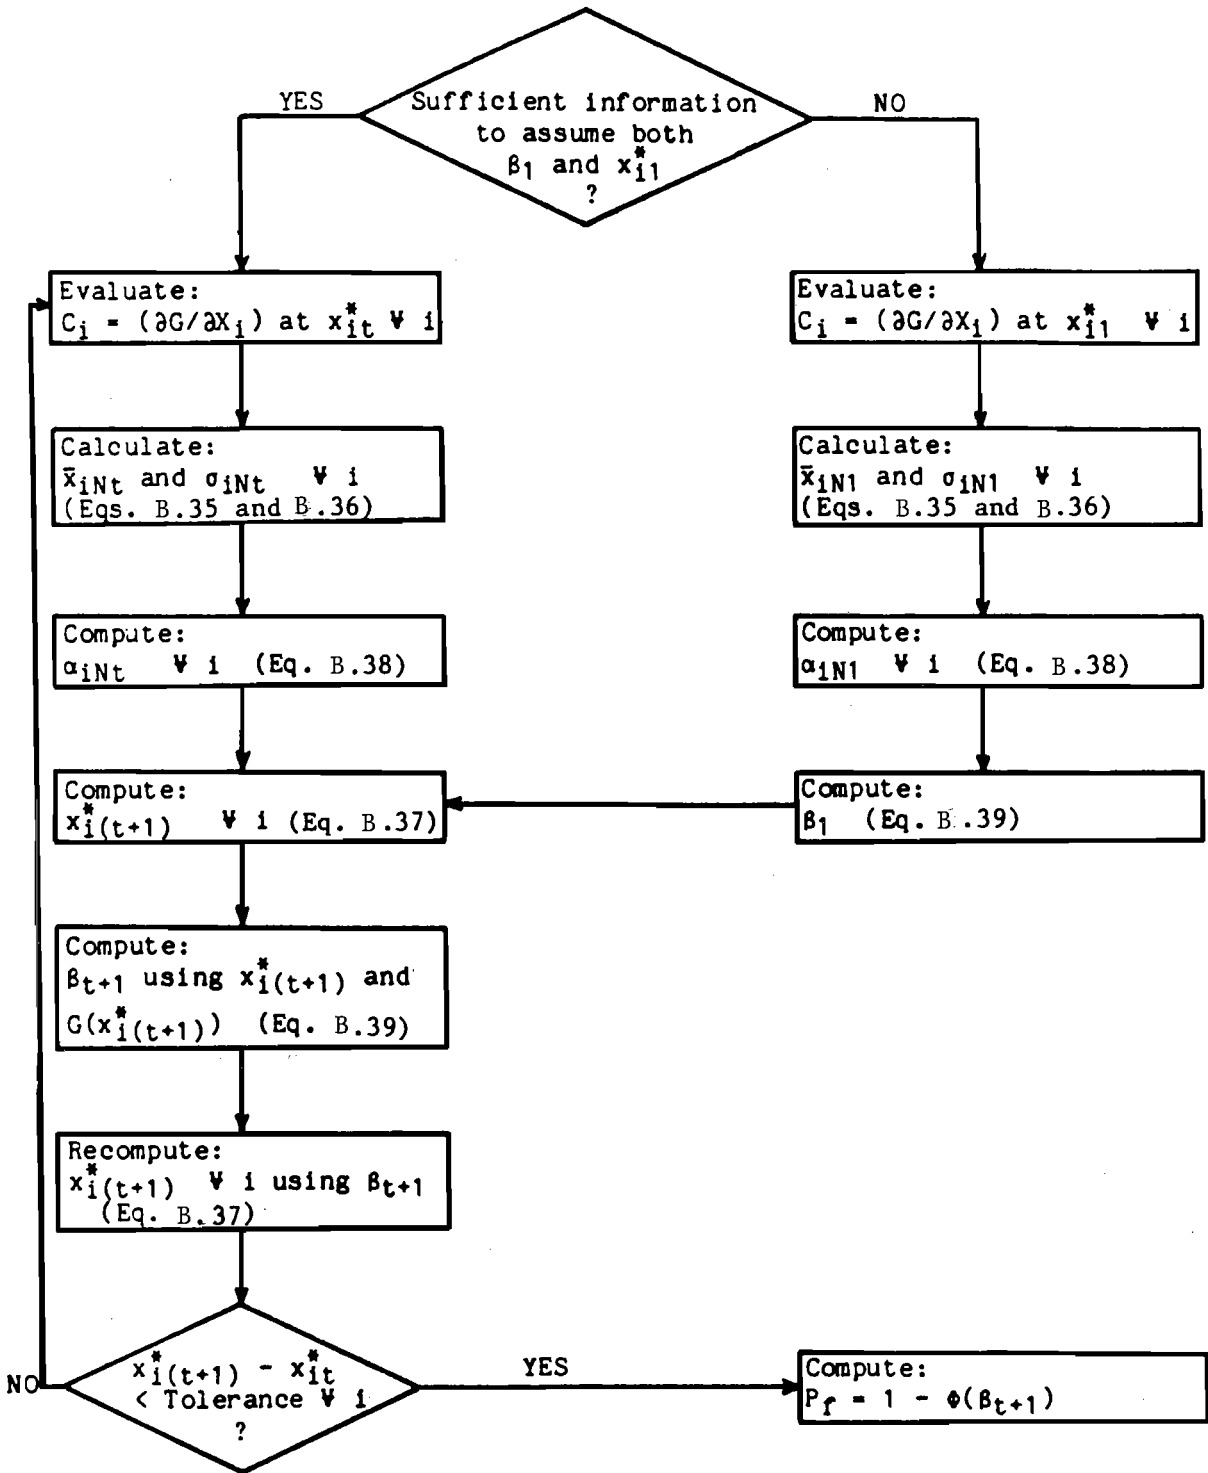 Sufficient information
to assume both
β1 and x*i1
?
YES
NO
Evaluate:
Ci = (∂G/∂Xi) at x*it ∀ i
Evaluate:
Ci = (∂G/∂Xi) at x*i1 ∀ i
Calculate:
x̄iNt and σiNt ∀ i
(Eqs. B.35 and B.36)
Calculate:
x̄iN1 and σiN1 ∀ i
(Eqs. B.35 and B.36)
Compute:
αiNt ∀ i (Eq. B.38)
Compute:
αiN1 ∀ i (Eq. B.38)
Compute:
x*i(t+1) ∀ i (Eq. B.37)
Compute:
β1 (Eq. B.39)
Compute:
βt+1 using x*i(t+1) and
G(x*i(t+1)) (Eq. B.39)
Recompute:
x*i(t+1) ∀ i using βt+1
(Eq. B.37)
x*i(t+1) - x*it
< Tolerance ∀ i
?
NO
YES
Compute:
Pf = 1 - Φ(βt+1)